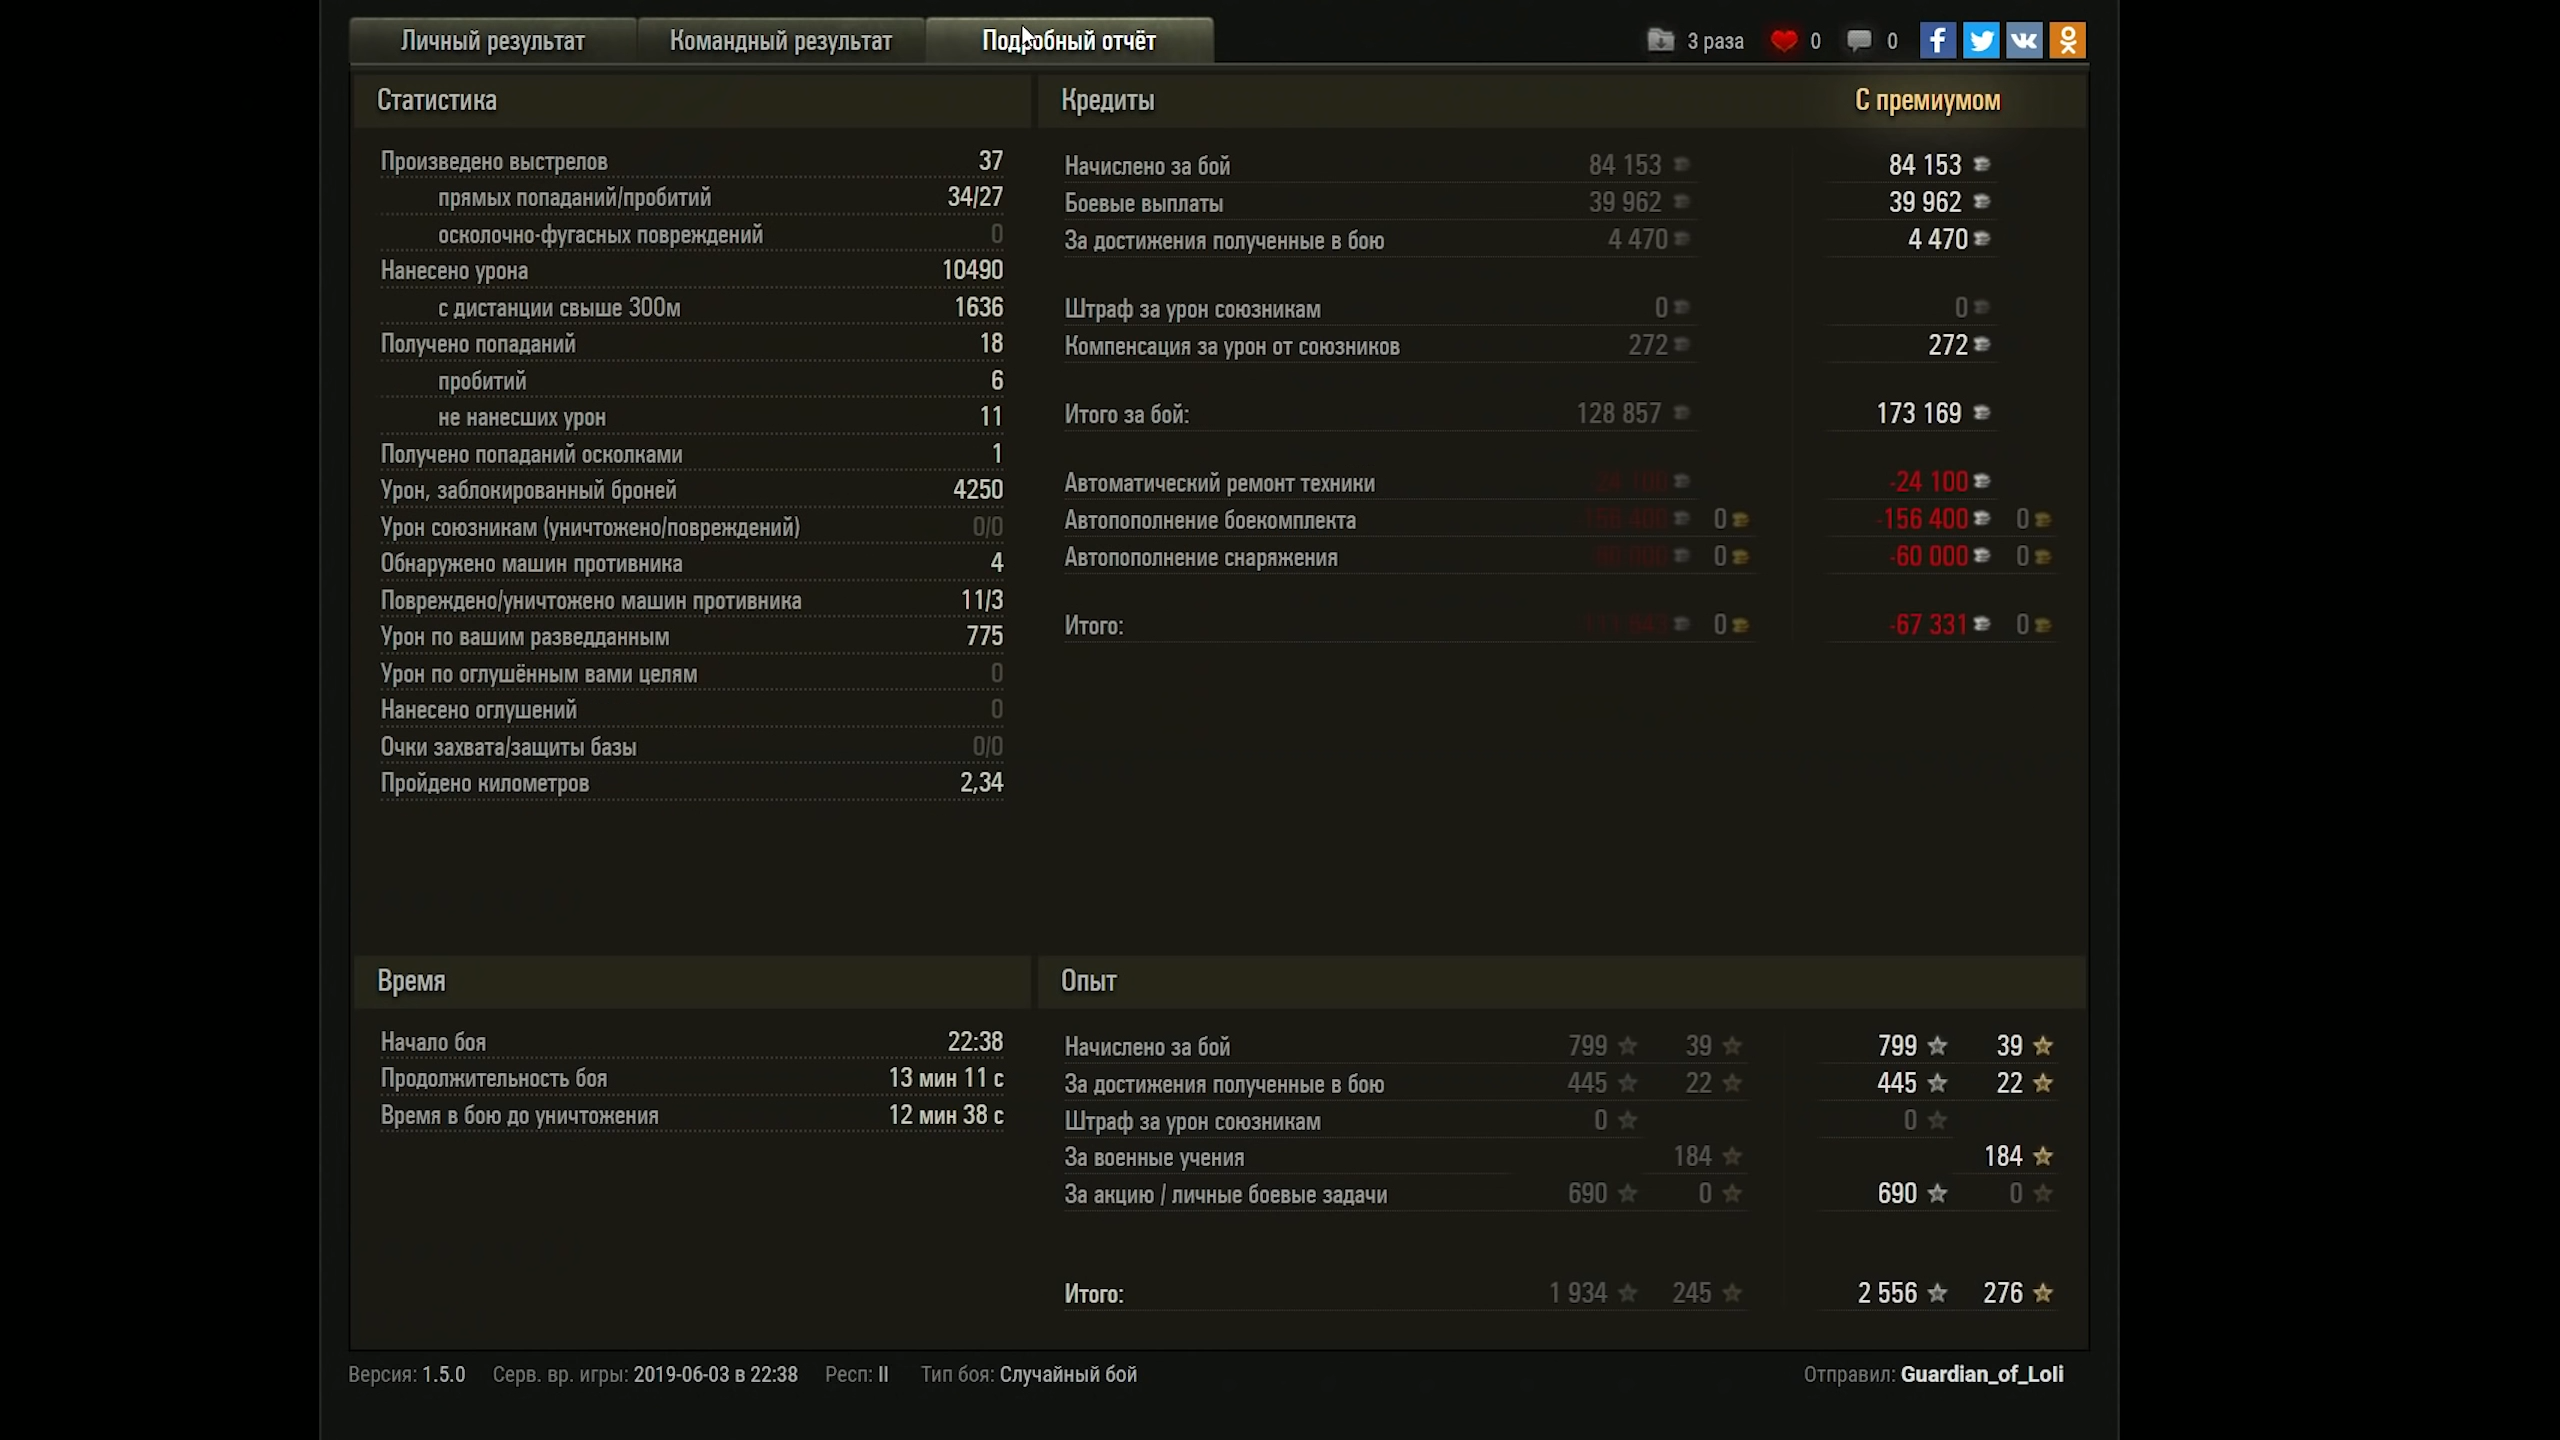 Личный результат
Командный результат
Подробный отчёт
3 раза
0
0
Статистика
Произведено выстрелов 37
прямых попаданий/пробитий 34/27
осколочно-фугасных повреждений 0
Нанесено урона 10490
с дистанции свыше 300м 1636
Получено попаданий 18
пробитий 6
не нанесших урон 11
Получено попаданий осколками 1
Урон, заблокированный броней 4250
Урон союзникам (уничтожено/повреждений) 0/0
Обнаружено машин противника 4
Повреждено/уничтожено машин противника 11/3
Урон по вашим разведданным 775
Урон по оглушённым вами целям 0
Нанесено оглушений 0
Очки захвата/защиты базы 0/0
Пройдено километров 2,34
Кредиты С премиумом
Начислено за бой 84 153 84 153
Боевые выплаты 39 962 39 962
За достижения полученные в бою 4 470 4 470
Штраф за урон союзникам 0 0
Компенсация за урон от союзников 272 272
Итого за бой: 128 857 173 169
Автоматический ремонт техники -24 100 -24 100
Автопополнение боекомплекта -156 400 0 -156 400 0
Автопополнение снаряжения 0 -60 000 0
Итого: 0 -67 331 0
Время
Начало боя 22:38
Продолжительность боя 13 мин 11 с
Время в бою до уничтожения 12 мин 38 с
Опыт
Начислено за бой 799 39 799 39
За достижения полученные в бою 445 22 445 22
Штраф за урон союзникам 0 0
За военные учения 184 184
За акцию / личные боевые задачи 690 0 690 0
Итого: 1 934 245 2 556 276
Версия: 1.5.0 Серв. вр. игры: 2019-06-03 в 22:38 Респ: II Тип боя: Случайный бой Отправил: Guardian_of_Loli